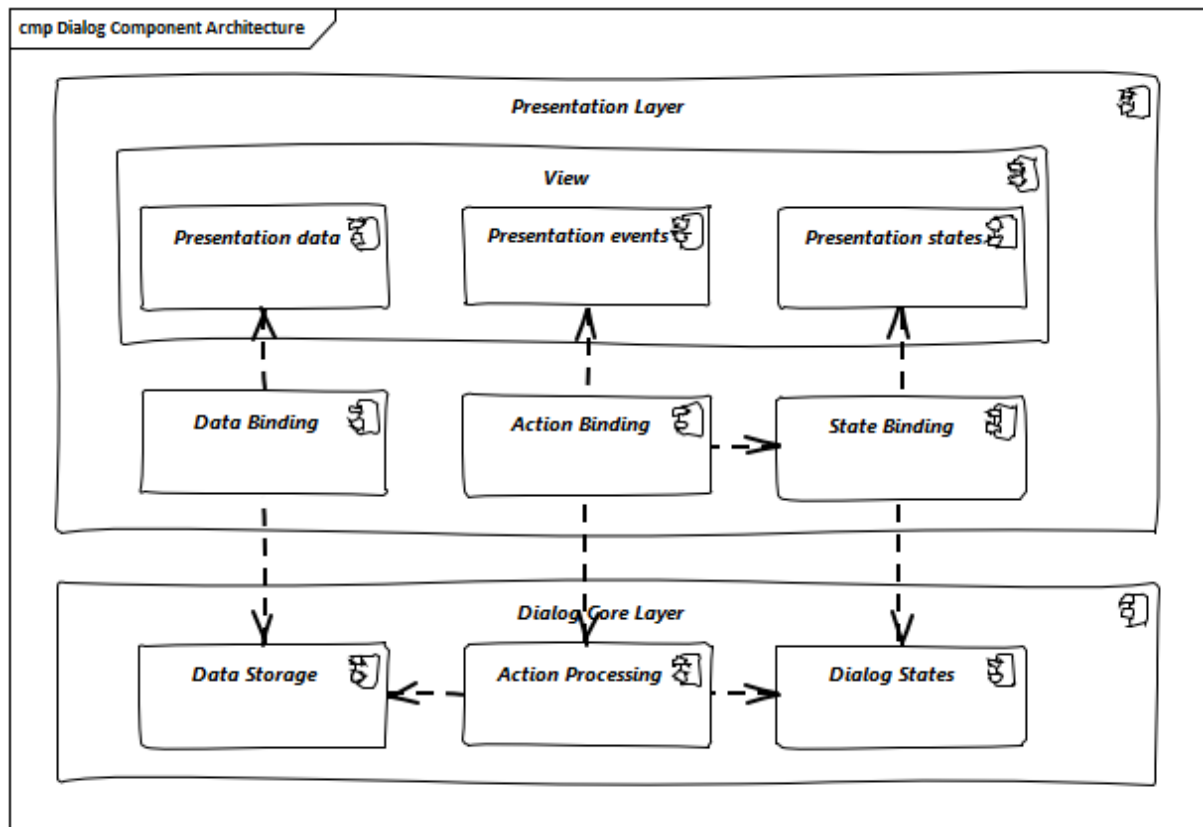 cmp Dialog Component Architecture
Presentation Layer
View
Presentation data
Presentation events
Presentation states
Data Binding
Action Binding
State Binding
Dialog Core Layer
Data Storage
Action Processing
Dialog States